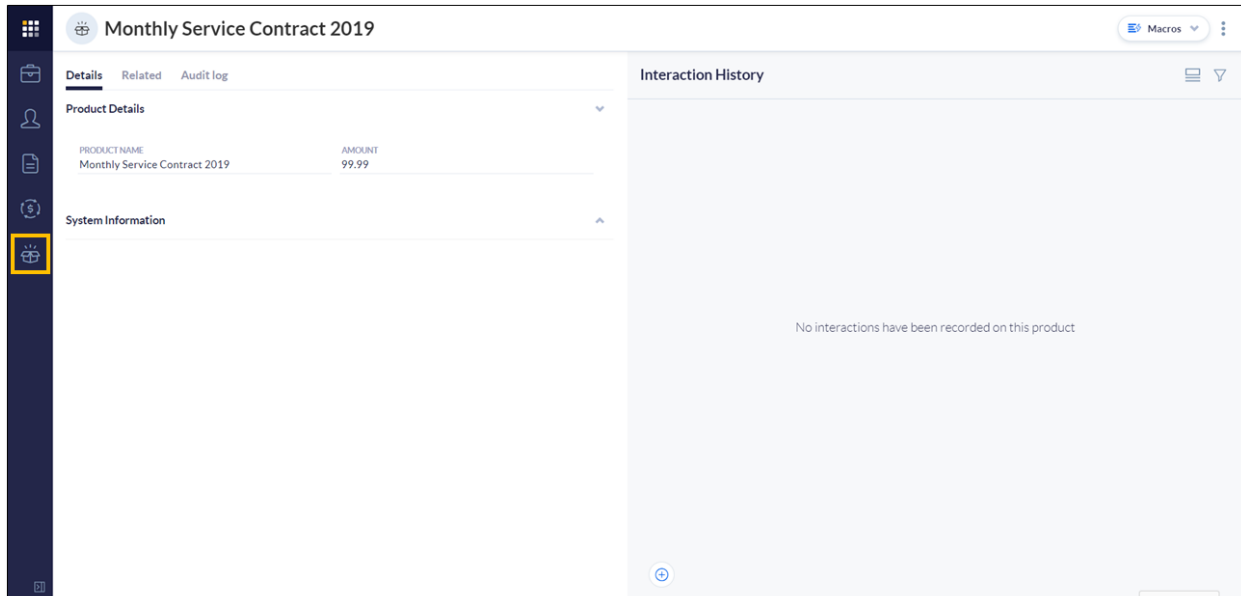 Monthly Service Contract 2019
Macros
Details Related Audit log
Product Details
PRODUCT NAME AMOUNT
Monthly Service Contract 2019 99.99
System Information
Interaction History
No interactions have been recorded on this product